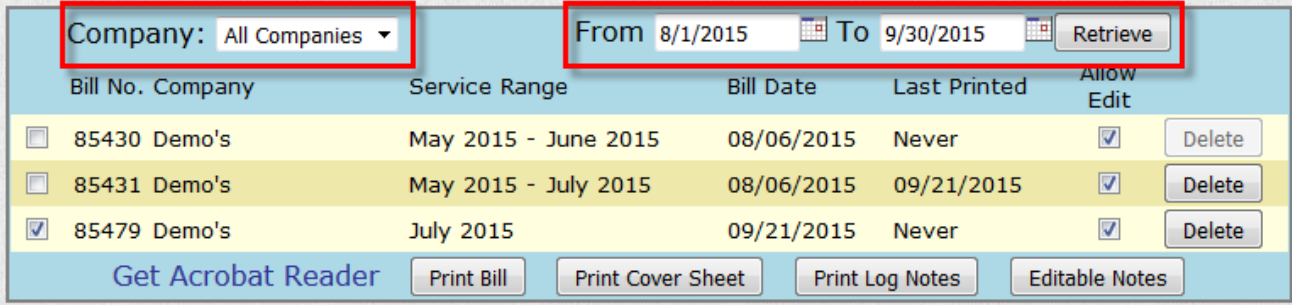 Company: All Companies From 8/1/2015 To 9/30/2015 Retrieve
Bill No. Company Service Range Bill Date Last Printed Allow Edit
85430 Demo's May 2015 - June 2015 08/06/2015 Never Delete
85431 Demo's May 2015 - July 2015 08/06/2015 09/21/2015 Delete
85479 Demo's July 2015 09/21/2015 Never Delete
Get Acrobat Reader Print Bill Print Cover Sheet Print Log Notes Editable Notes